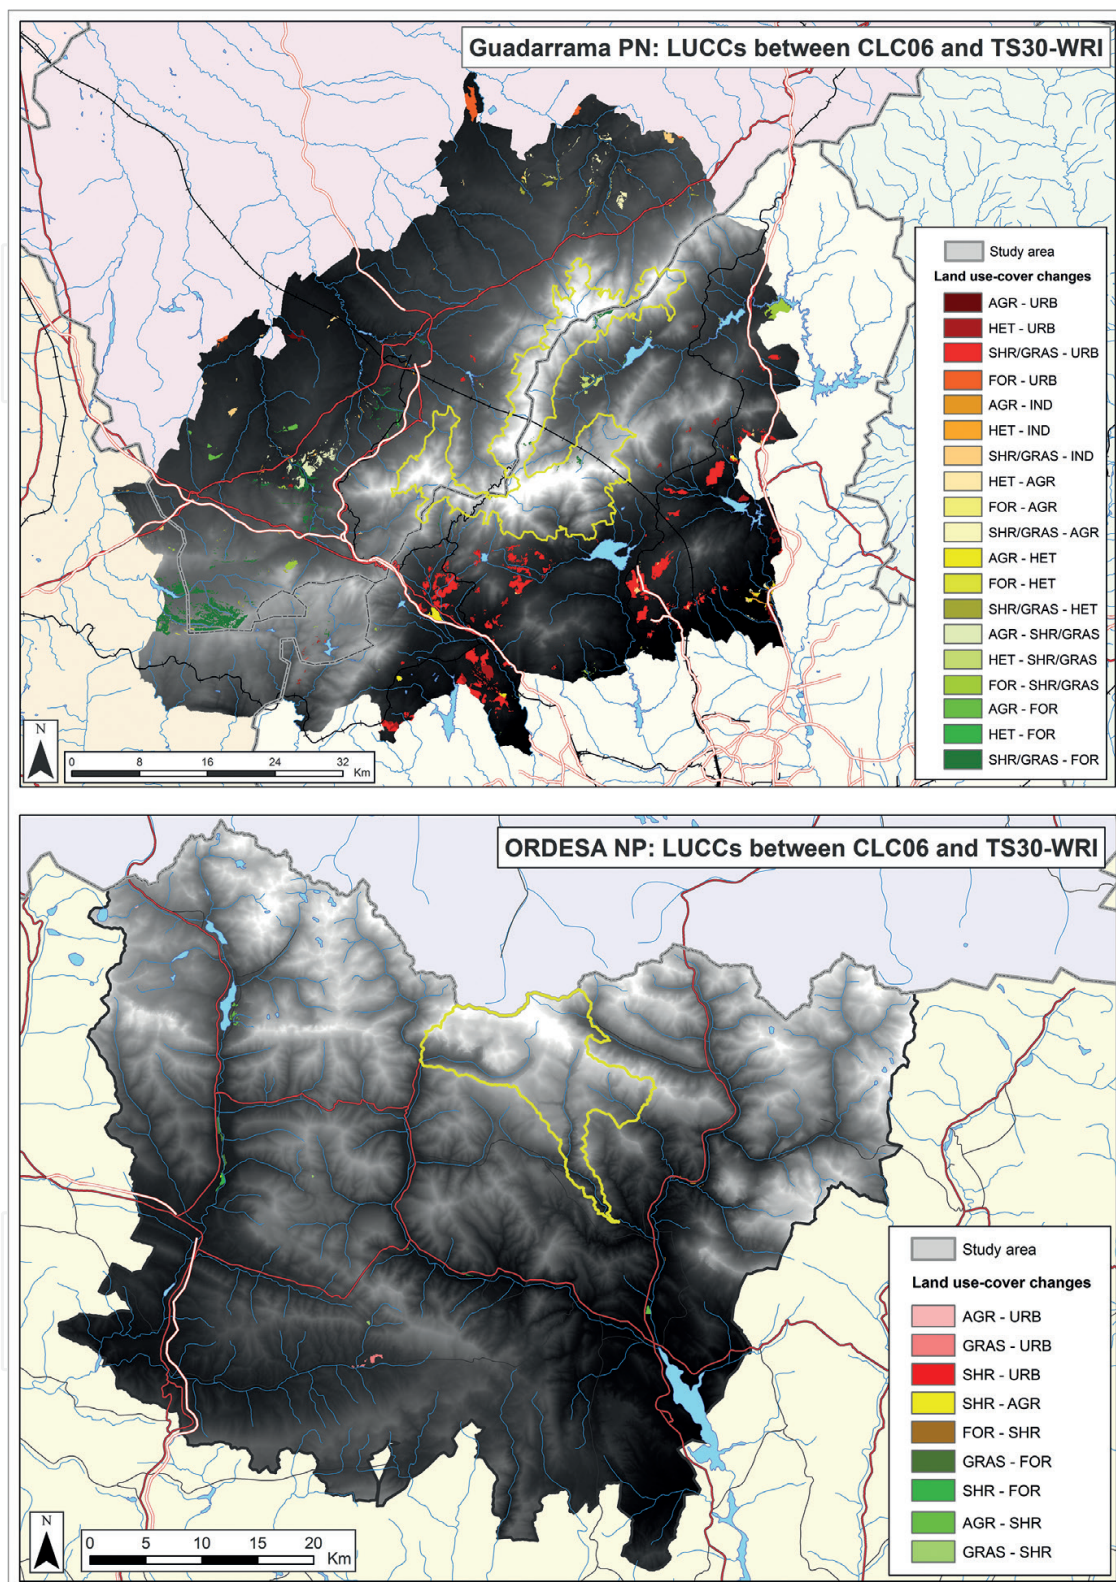 Guadarrama PN: LUCCs between CLC06 and TS30-WRI
Study area
Land use-cover changes
AGR - URB
HET - URB
SHR/GRAS - URB
FOR - URB
AGR - IND
HET - IND
SHR/GRAS - IND
HET - AGR
FOR - AGR
SHR/GRAS - AGR
AGR - HET
FOR - HET
SHR/GRAS - HET
AGR - SHR/GRAS
HET - SHR/GRAS
FOR - SHR/GRAS
AGR - FOR
HET - FOR
SHR/GRAS - FOR
N
0 8 16 24 32
Km
ORDESA NP: LUCCs between CLC06 and TS30-WRI
Study area
Land use-cover changes
AGR - URB
GRAS - URB
SHR - URB
SHR - AGR
FOR - SHR
GRAS - FOR
SHR - FOR
AGR - SHR
GRAS - SHR
N
0 5 10 15 20
Km